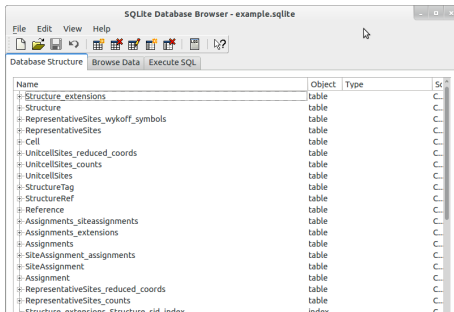 SQLite Database Browser - example.sqlite
File Edit View Help
Database Structure Browse Data Execute SQL
Name Object Type
Structure_extensions table C...
Structure table C...
RepresentativeSites_wykoff_symbols table C...
RepresentativeSites table C...
Cell table C...
UnitcellSites_reduced_coords table C...
UnitcellSites_counts table C...
UnitcellSites table C...
StructureTag table C...
StructureRef table C...
Reference table C...
Assignments_siteassignments table C...
Assignments_extensions table C...
Assignments table C...
SiteAssignment_assignments table C...
SiteAssignment table C...
Assignment table C...
RepresentativeSites_reduced_coords table C...
RepresentativeSites_counts table C...
Structure_extensions_Structure_sid_index index C...